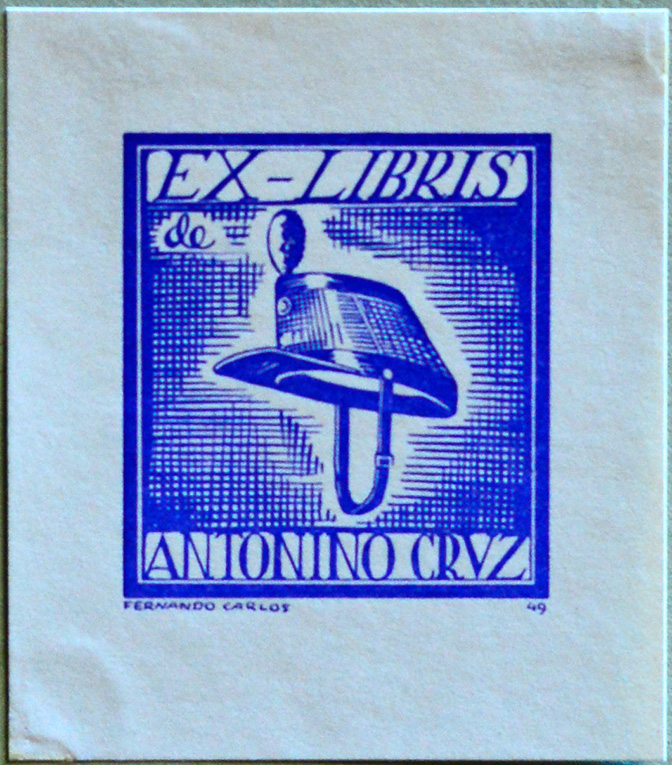 EX-LIBRIS
de
ANTONINO CRVZ
FERNANDO CARLOS 49